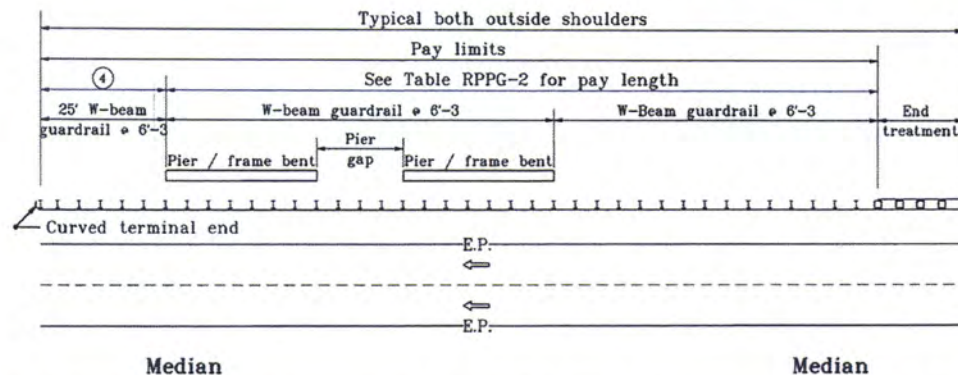 Typical both outside shoulders
Pay limits
4
See Table RPPG-2 for pay length
25' W-beam
guardrail @ 6'-3
W-beam guardrail @ 6'-3
W-Beam guardrail @ 6'-3
End
treatment
Pier
gap
Pier / frame bent
Pier / frame bent
Curved terminal end
E.P.
E.P.
Median
Median